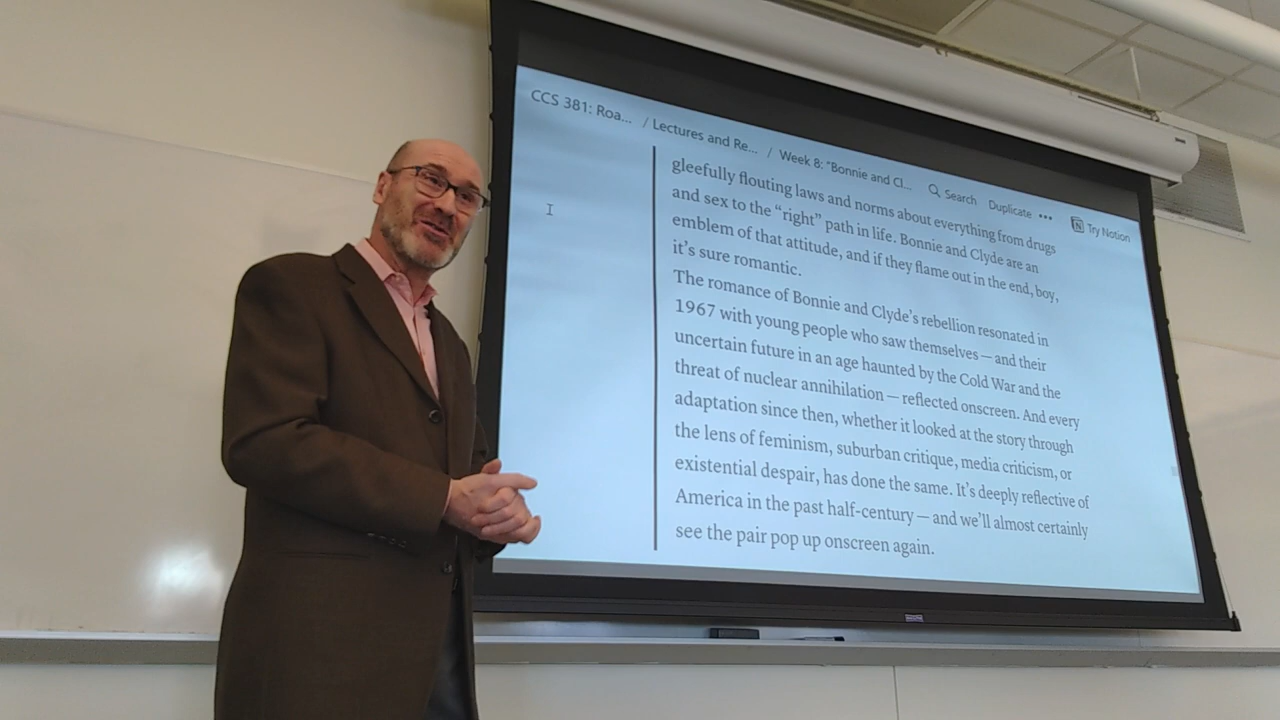 CCS 381: Roa... / Lectures and Re... / Week 8: "Bonnie and Cl... Search Duplicate ••• Try Notion
gleefully flouting laws and norms about everything from drugs
and sex to the “right” path in life. Bonnie and Clyde are an
emblem of that attitude, and if they flame out in the end, boy,
it’s sure romantic.
The romance of Bonnie and Clyde’s rebellion resonated in
1967 with young people who saw themselves — and their
uncertain future in an age haunted by the Cold War and the
threat of nuclear annihilation — reflected onscreen. And every
adaptation since then, whether it looked at the story through
the lens of feminism, suburban critique, media criticism, or
existential despair, has done the same. It’s deeply reflective of
America in the past half-century — and we’ll almost certainly
see the pair pop up onscreen again.